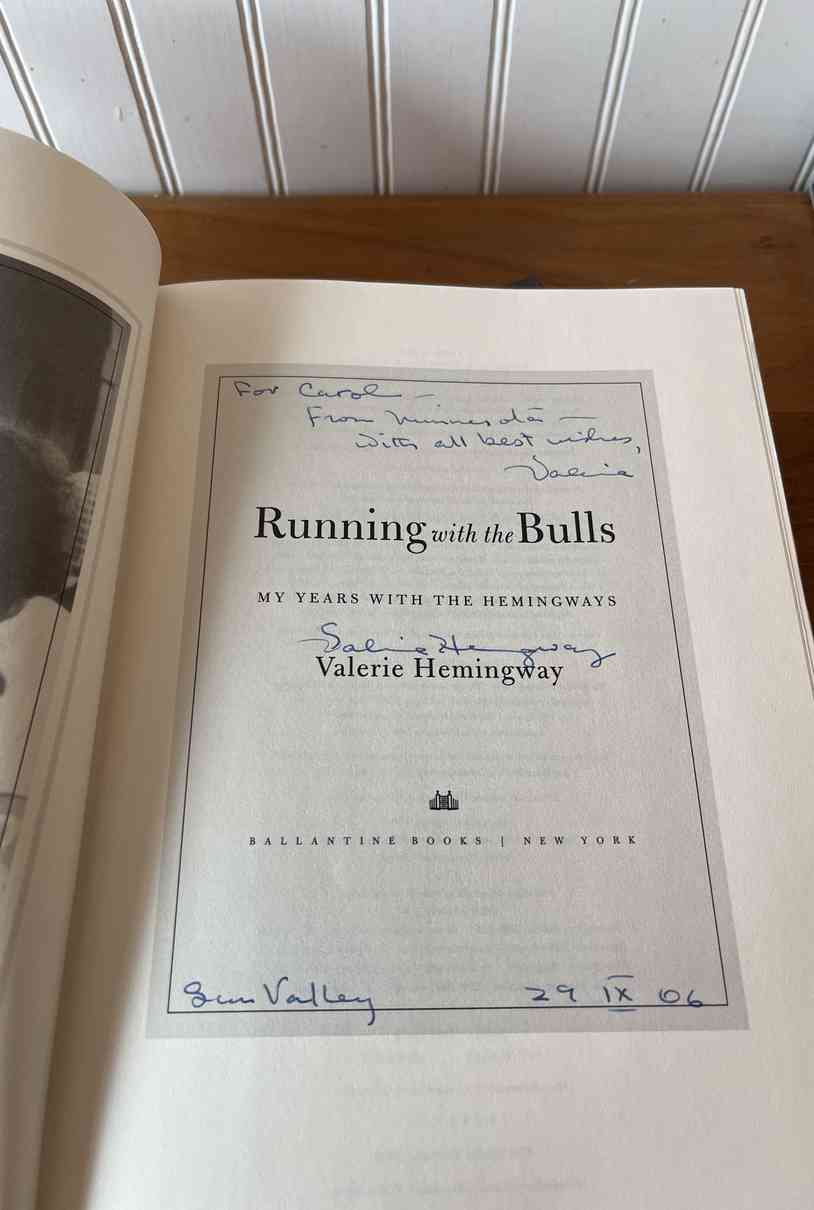 For Carol –
From Minnesota –
With all best wishes,
Valerie
Running with the Bulls
MY YEARS WITH THE HEMINGWAYS
Valerie Hemingway
Valerie Hemingway
BALLANTINE BOOKS | NEW YORK
Sun Valley 29 IX 06